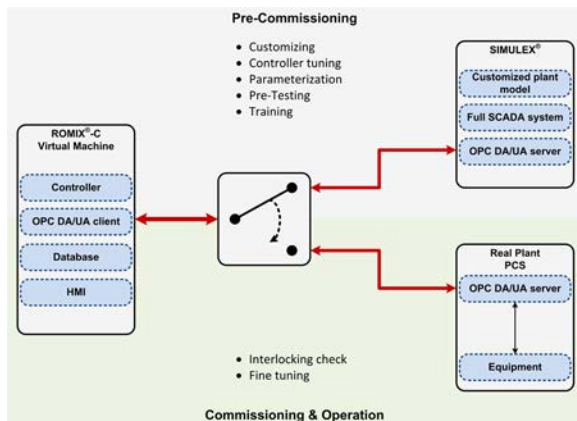 Pre-Commissioning
• Customizing
• Controller tuning
• Parameterization
• Pre-Testing
• Training
SIMULEX®
Customized plant
model
Full SCADA system
OPC DA/UA server
ROMIX®-C
Virtual Machine
Controller
OPC DA/UA client
Database
HMI
Real Plant
PCS
OPC DA/UA server
Equipment
• Interlocking check
• Fine tuning
Commissioning & Operation